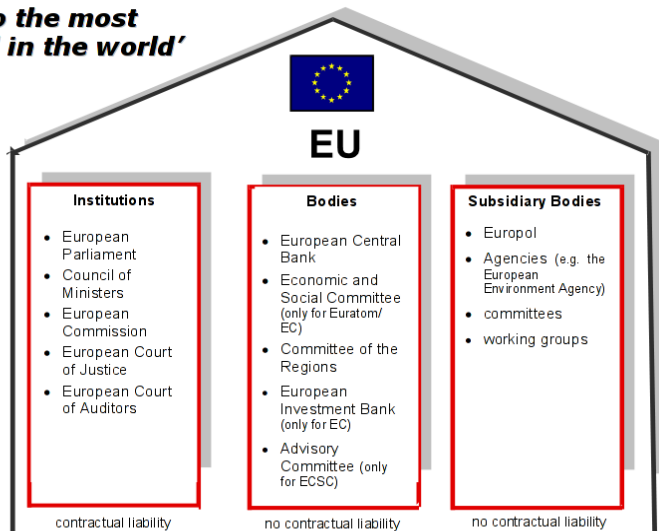 o the most
in the world’
EU
Institutions
• European
Parliament
• Council of
Ministers
• European
Commission
• European Court
of Justice
• European Court
of Auditors
contractual liability
Bodies
• European Central
Bank
• Economic and
Social Committee
(only for Euratom/
EC)
• Committee of the
Regions
• European
Investment Bank
(only for EC)
• Advisory
Committee (only
for ECSC)
no contractual liability
Subsidiary Bodies
• Europol
• Agencies (e.g. the
European
Environment Agency)
• committees
• working groups
no contractual liability